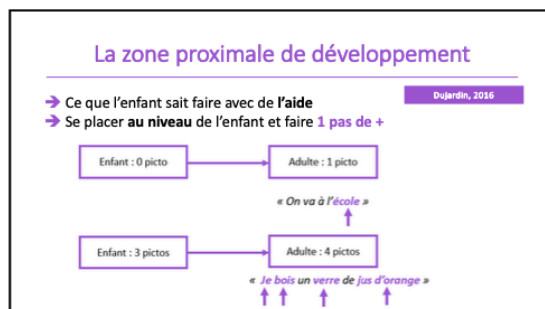 La zone proximale de développement
Dujardin, 2016
➔ Ce que l'enfant sait faire avec de l'aide
➔ Se placer au niveau de l'enfant et faire 1 pas de +
Enfant : 0 picto
Adulte : 1 picto
« On va à l'école »
Enfant : 3 pictos
Adulte : 4 pictos
« Je bois un verre de jus d'orange »